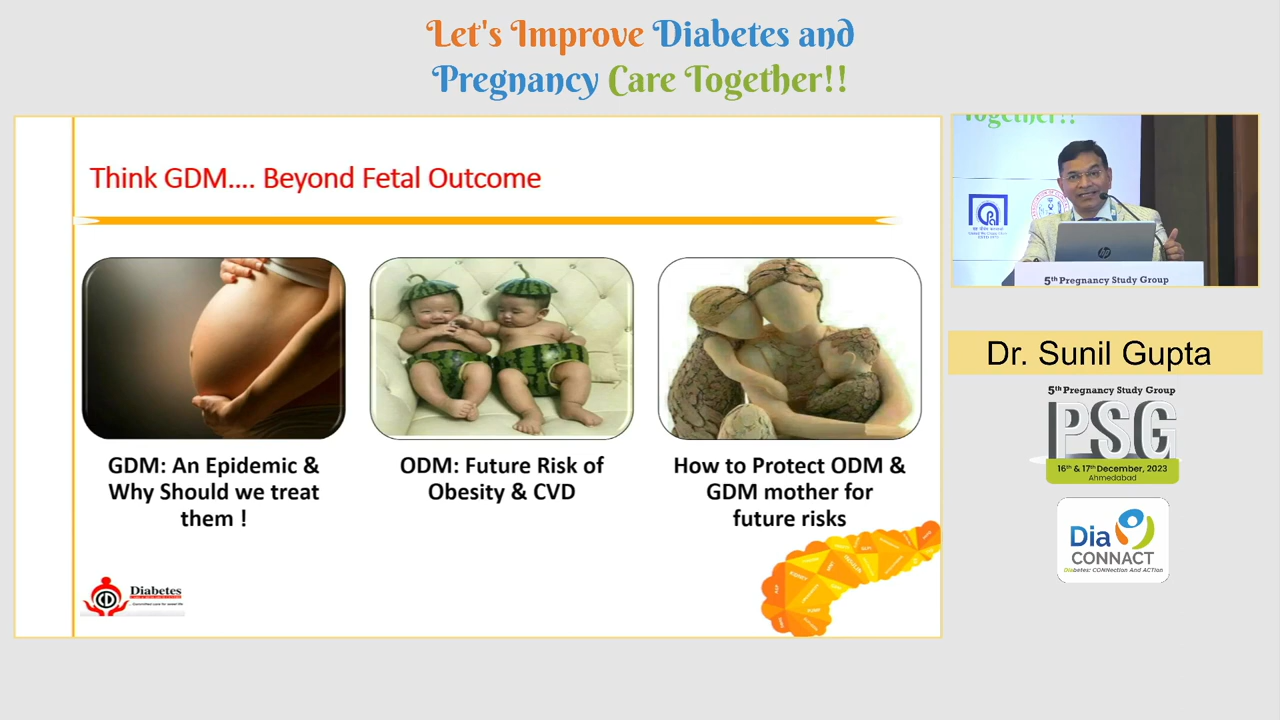 Let's Improve Diabetes and
Pregnancy Care Together!!
Think GDM.... Beyond Fetal Outcome
GDM: An Epidemic &
Why Should we treat
them !
ODM: Future Risk of
Obesity & CVD
How to Protect ODM &
GDM mother for
future risks
Diabetes
Together!!
hp
5th Pregnancy Study Group
Dr. Sunil Gupta
5th Pregnancy Study Group
PSG
16th & 17th December, 2023
Ahmedabad
Dia
CONNACT
Diabetes: CONNection And ACTion